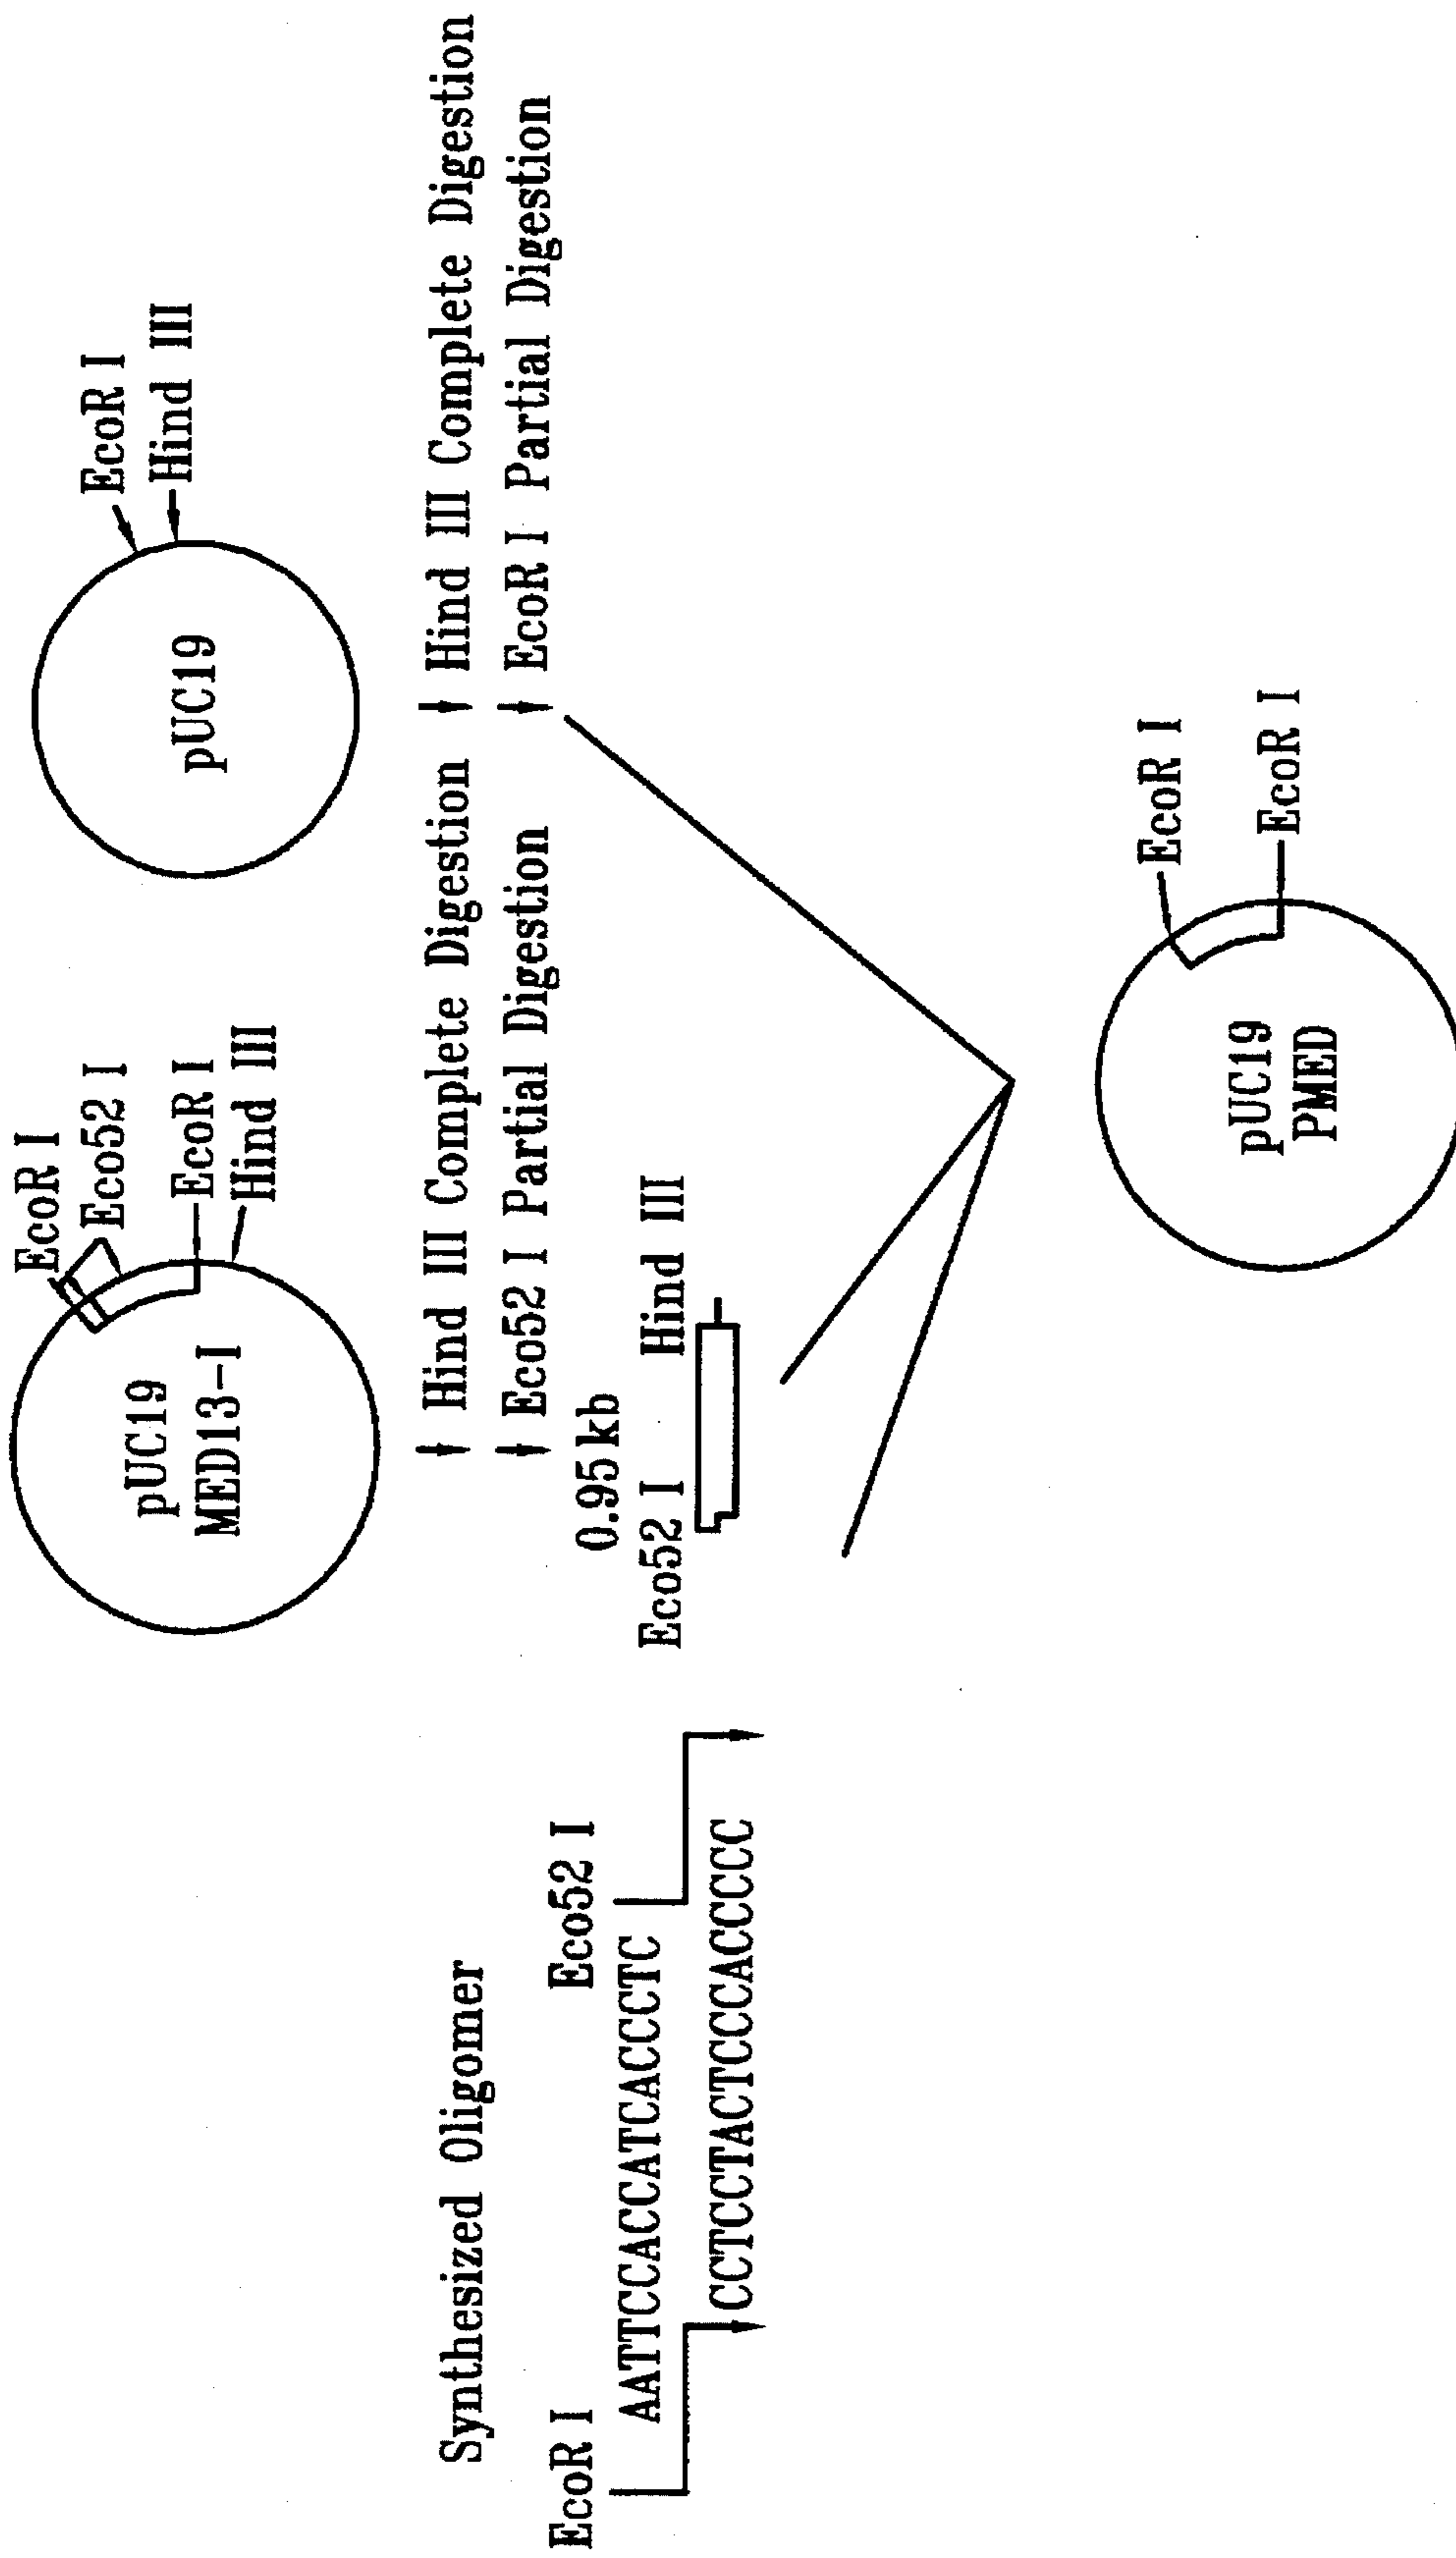 Synthesized Oligomer
EcoR I
Eco52 I
AATTCCACCATCACCCTC
CCTCCTACTCCCACCCCC
pUC19
MED13-I
EcoR I
Eco52 I
EcoR I
Hind III
Hind III Complete Digestion
Eco52 I Partial Digestion
0.95kb
Eco52 I
Hind III
pUC19
EcoR I
Hind III
Hind III Complete Digestion
EcoR I Partial Digestion
pUC19
PMED
EcoR I
EcoR I